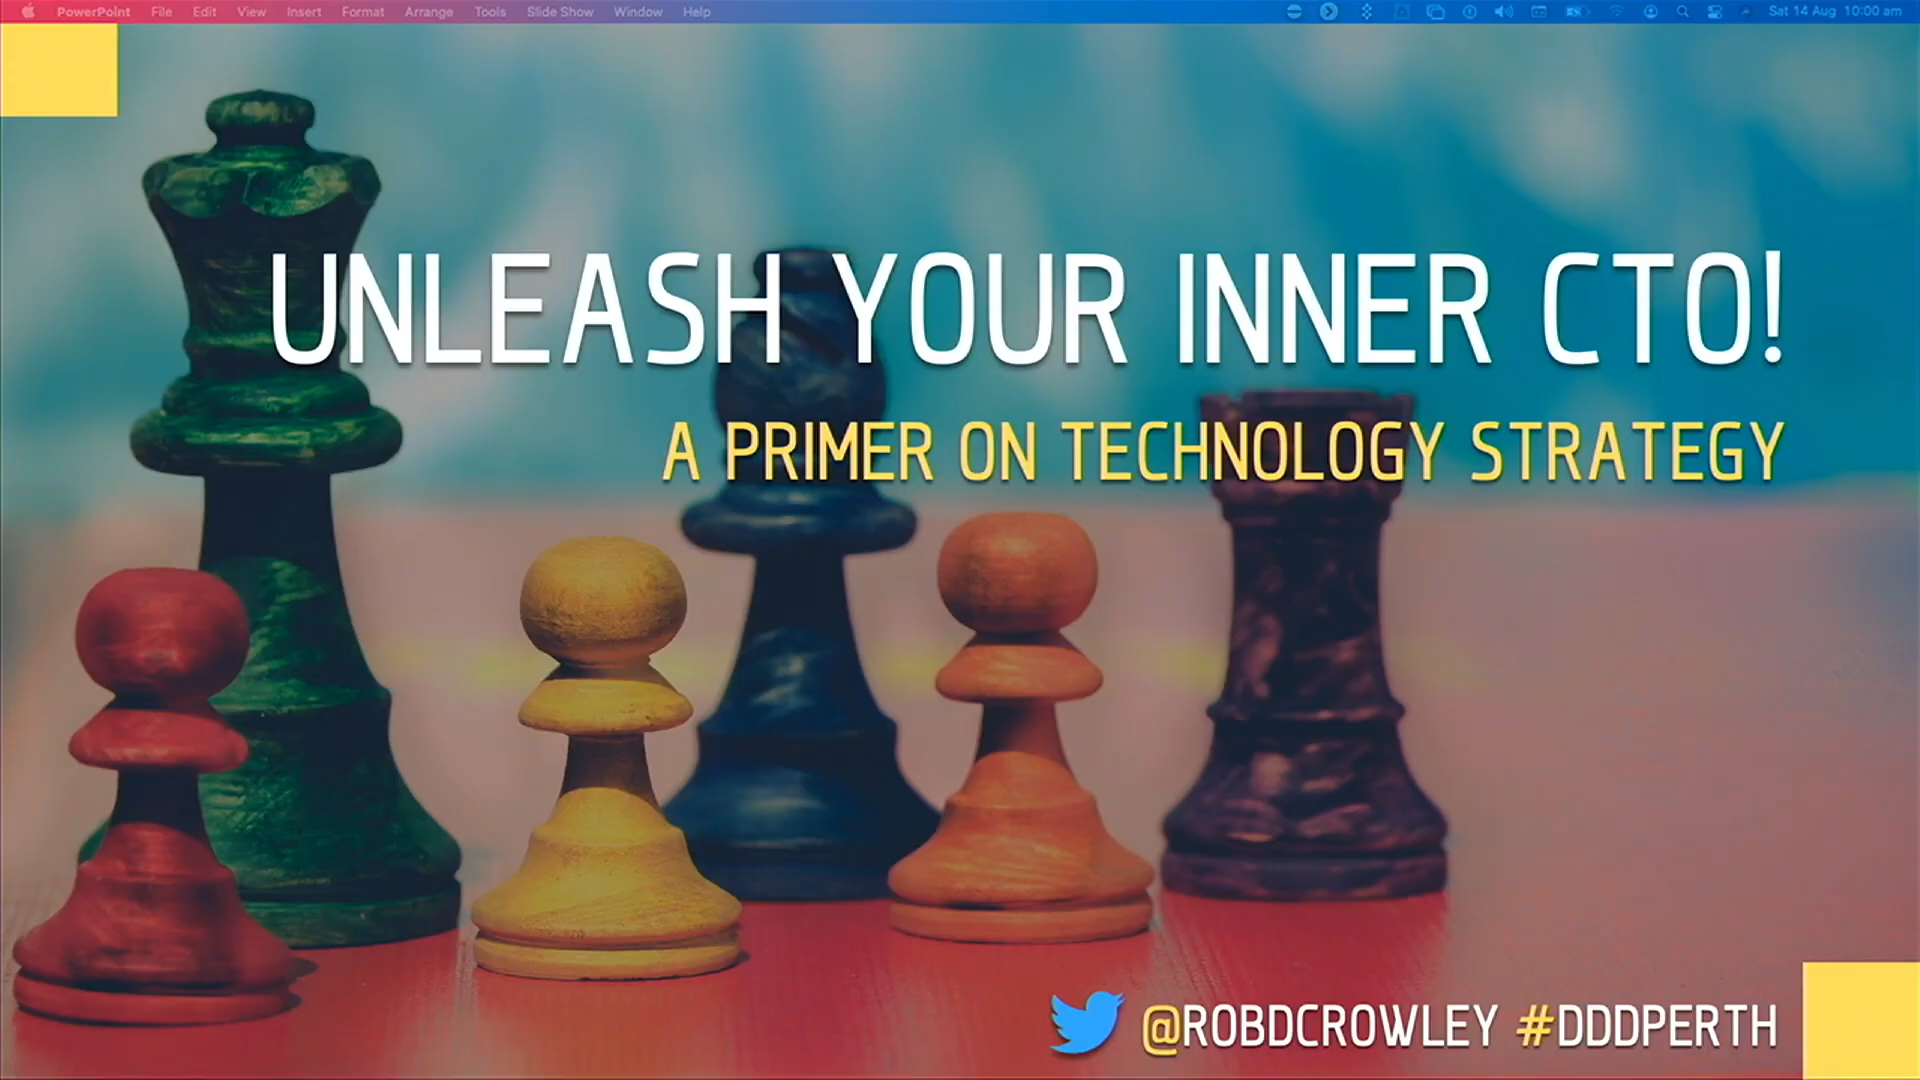 PowerPoint File Edit View Insert Format Arrange Tools Slide Show Window Help Sat 14 Aug 10:00 am
UNLEASH YOUR INNER CTO!
A PRIMER ON TECHNOLOGY STRATEGY
@ROBDCROWLEY #DDDPERTH